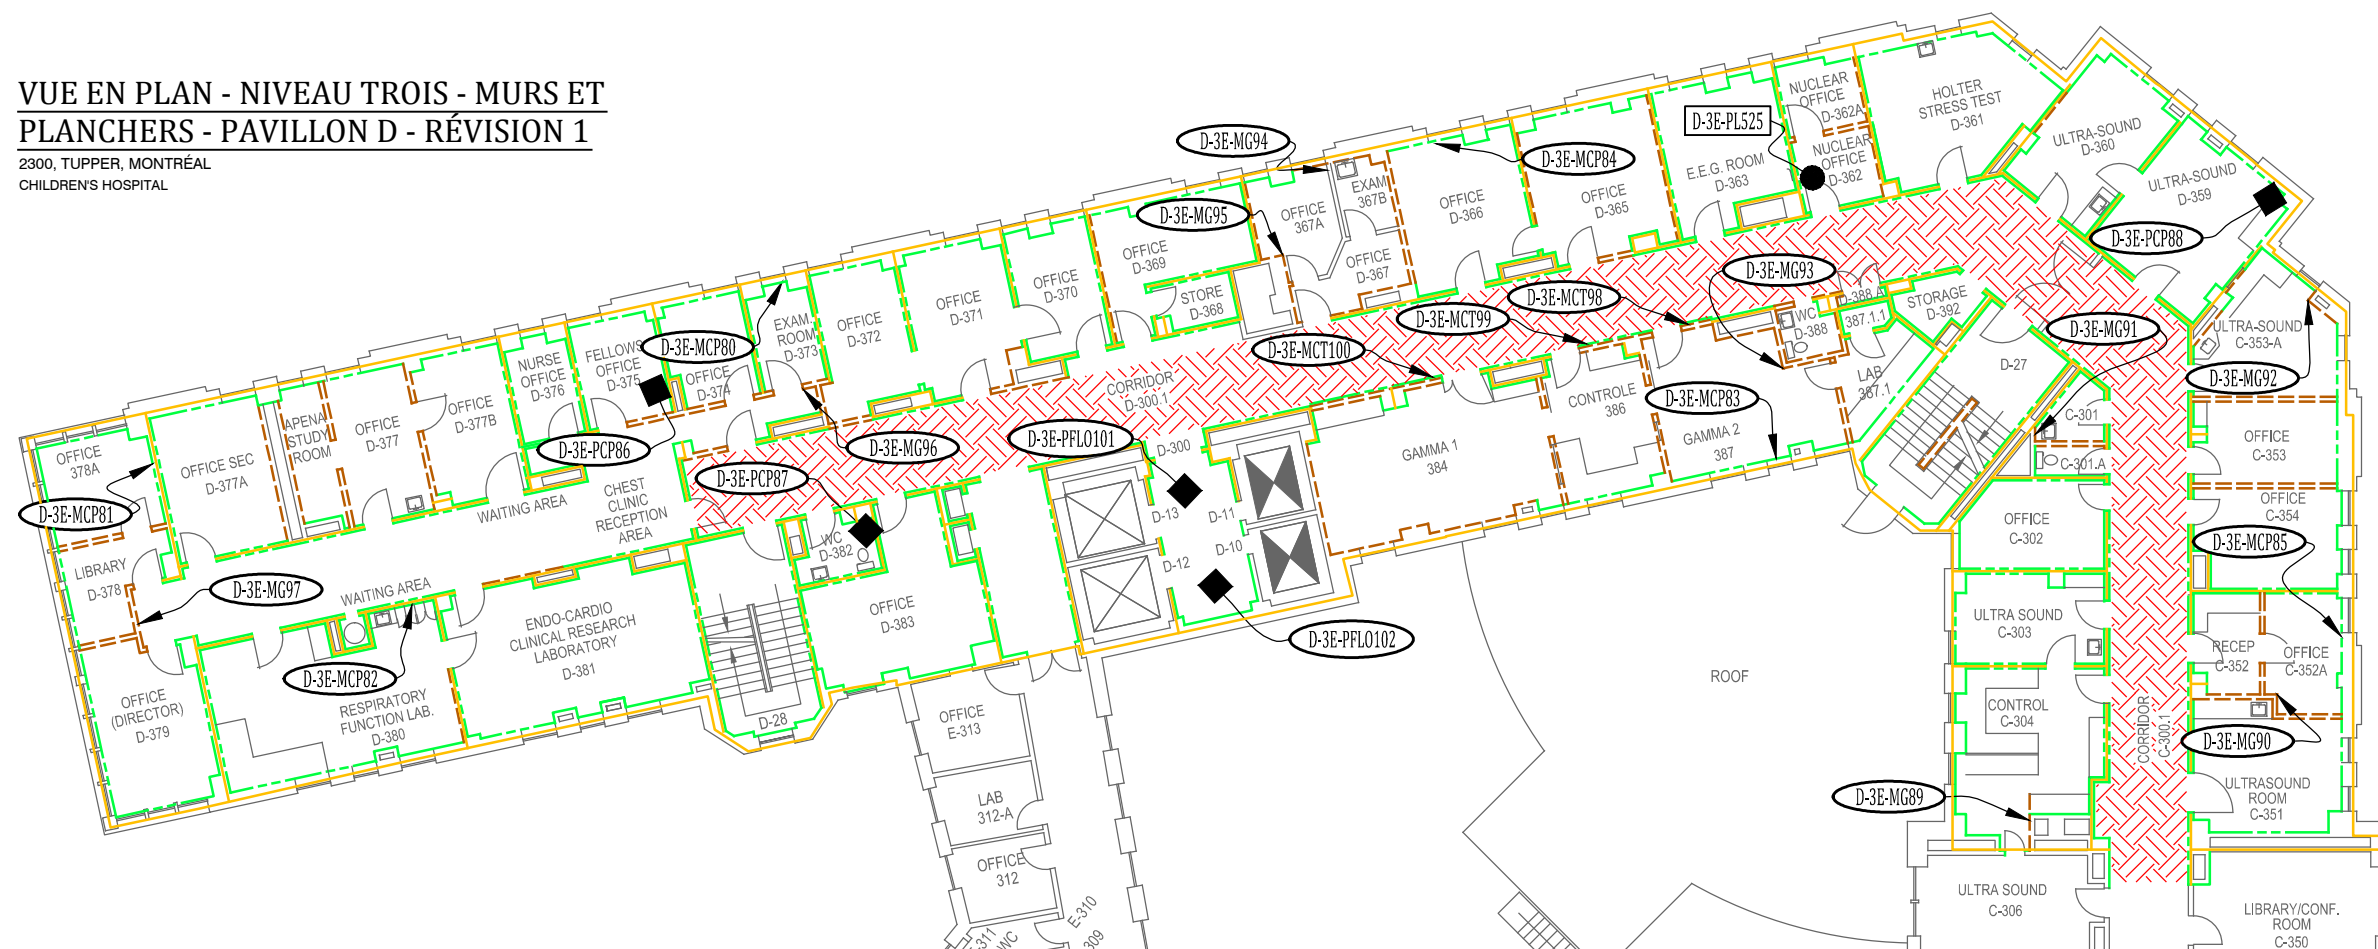 VUE EN PLAN - NIVEAU TROIS - MURS ET
PLANCHERS - PAVILLON D - RÉVISION 1
2300, TUPPER, MONTRÉAL
CHILDREN'S HOSPITAL
D-3E-MG94
D-3E-MCP84
D-3E-PL525
D-3E-MG95
D-3E-PCP88
D-3E-MG93
D-3E-MCT98
D-3E-MCT99
D-3E-MCT100
D-3E-MG91
D-3E-MG92
D-3E-MCP80
D-3E-MCP83
D-3E-PFLO101
D-3E-MG96
D-3E-PCP86
D-3E-PCP87
D-3E-MCP81
D-3E-MCP85
D-3E-MG97
D-3E-PFLO102
D-3E-MCP82
D-3E-MG90
D-3E-MG89
OFFICE
378A
OFFICE SEC
D-377A
APENA
STUDY
ROOM
OFFICE
D-377
OFFICE
D-377B
NURSE
OFFICE
D-376
FELLOWS
OFFICE
D-375
OFFICE
D-374
EXAM.
ROOM
D-373
OFFICE
D-372
OFFICE
D-371
OFFICE
D-370
OFFICE
D-369
STORE
D-368
OFFICE
367A
EXAM
367B
OFFICE
D-367
OFFICE
D-366
OFFICE
D-365
E.E.G. ROOM
D-363
NUCLEAR
OFFICE
D-362A
NUCLEAR
OFFICE
D-362
HOLTER
STRESS TEST
D-361
ULTRA-SOUND
D-360
ULTRA-SOUND
D-359
ULTRA-SOUND
C-353-A
OFFICE
C-353
OFFICE
C-354
RECEP
C-352
OFFICE
C-352A
ULTRASOUND
ROOM
C-351
LIBRARY/CONF.
ROOM
C-350
CORRIDOR
C-300.1
C-301
C-301.A
OFFICE
C-302
ULTRA SOUND
C-303
CONTROL
C-304
ULTRA SOUND
C-306
D-27
STORAGE
D-392
D-388.A
387.1.1
WC
D-388
LAB
387.1
GAMMA 2
387
CONTROLE
386
GAMMA 1
384
CORRIDOR
D-300.1
D-300
D-13
D-11
D-10
D-12
WC
D-382
OFFICE
D-383
D-28
CHEST
CLINIC
RECEPTION
AREA
WAITING AREA
WAITING AREA
ENDO-CARDIO
CLINICAL RESEARCH
LABORATORY
D-381
RESPIRATORY
FUNCTION LAB.
D-380
LIBRARY
D-378
OFFICE
(DIRECTOR)
D-379
OFFICE
E-313
LAB
312-A
OFFICE
312
E-311
WC
E-310
309
ROOF